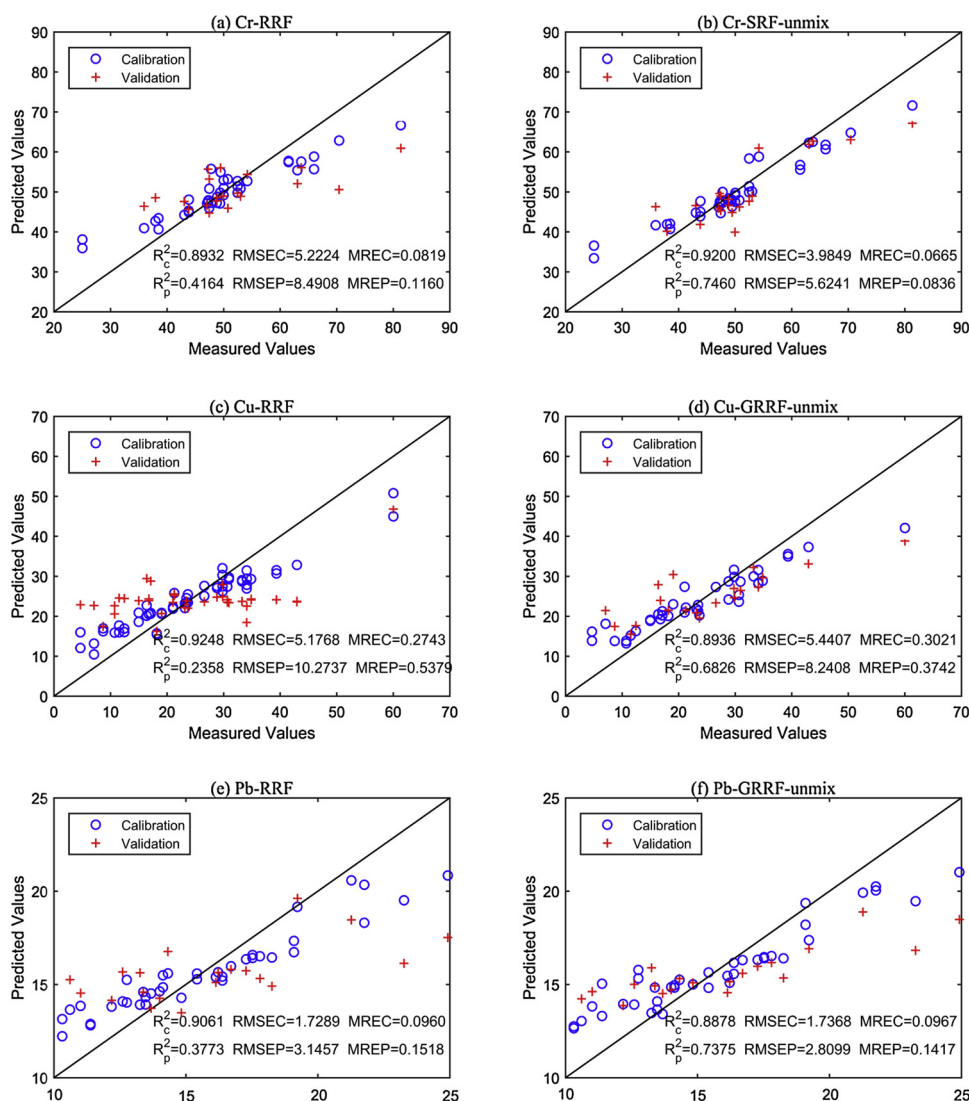 (a) Cr-RRF
90
80
70
60
50
40
30
20
Predicted Values
Calibration
Validation
R²c=0.8932 RMSEC=5.2224 MREC=0.0819
R²p=0.4164 RMSEP=8.4908 MREP=0.1160
20 30 40 50 60 70 80 90
Measured Values
(b) Cr-SRF-unmix
90
80
70
60
50
40
30
20
Predicted Values
Calibration
Validation
R²c=0.9200 RMSEC=3.9849 MREC=0.0665
R²p=0.7460 RMSEP=5.6241 MREP=0.0836
20 30 40 50 60 70 80 90
Measured Values
(c) Cu-RRF
70
60
50
40
30
20
10
0
Predicted Values
Calibration
Validation
R²c=0.9248 RMSEC=5.1768 MREC=0.2743
R²p=0.2358 RMSEP=10.2737 MREP=0.5379
0 10 20 30 40 50 60 70
Measured Values
(d) Cu-GRRF-unmix
70
60
50
40
30
20
10
0
Predicted Values
Calibration
Validation
R²c=0.8936 RMSEC=5.4407 MREC=0.3021
R²p=0.6826 RMSEP=8.2408 MREP=0.3742
0 10 20 30 40 50 60 70
Measured Values
(e) Pb-RRF
25
20
15
10
Predicted Values
Calibration
Validation
R²c=0.9061 RMSEC=1.7289 MREC=0.0960
R²p=0.3773 RMSEP=3.1457 MREP=0.1518
10 15 20 25
(f) Pb-GRRF-unmix
25
20
15
10
Predicted Values
Calibration
Validation
R²c=0.8878 RMSEC=1.7368 MREC=0.0967
R²p=0.7375 RMSEP=2.8099 MREP=0.1417
10 15 20 25